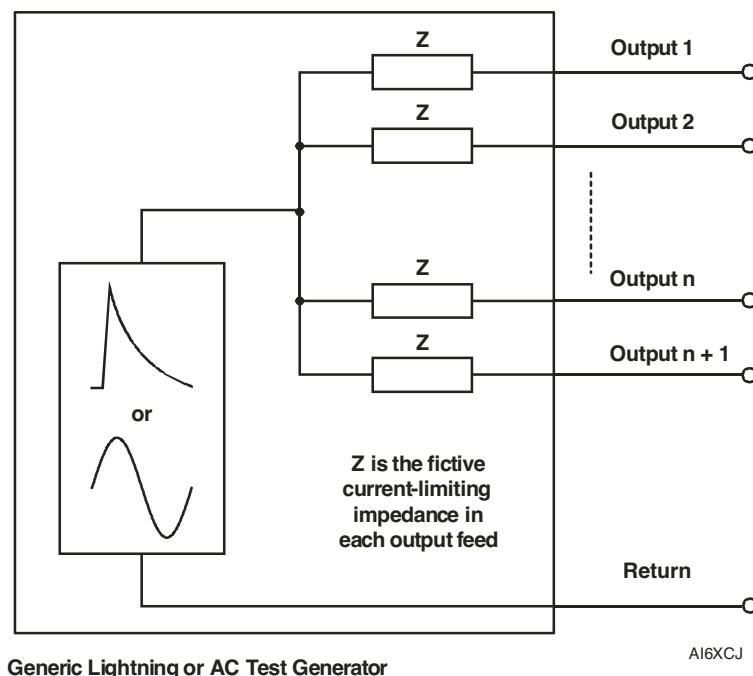 Z
Output 1
Z
Output 2
Z
Output n
Z
Output n + 1
or
Z is the fictive
current-limiting
impedance in
each output feed
Return
AI6XCJ
Generic Lightning or AC Test Generator